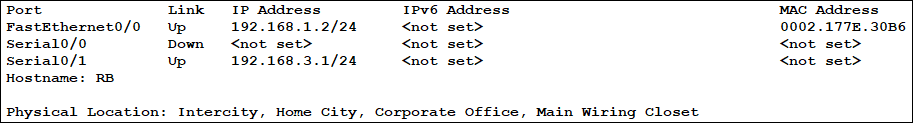 Port Link IP Address IPv6 Address MAC Address
FastEthernet0/0 Up 192.168.1.2/24 <not set> 0002.177E.30B6
Serial0/0 Down <not set> <not set> <not set>
Serial0/1 Up 192.168.3.1/24 <not set> <not set>
Hostname: RB
Physical Location: Intercity, Home City, Corporate Office, Main Wiring Closet